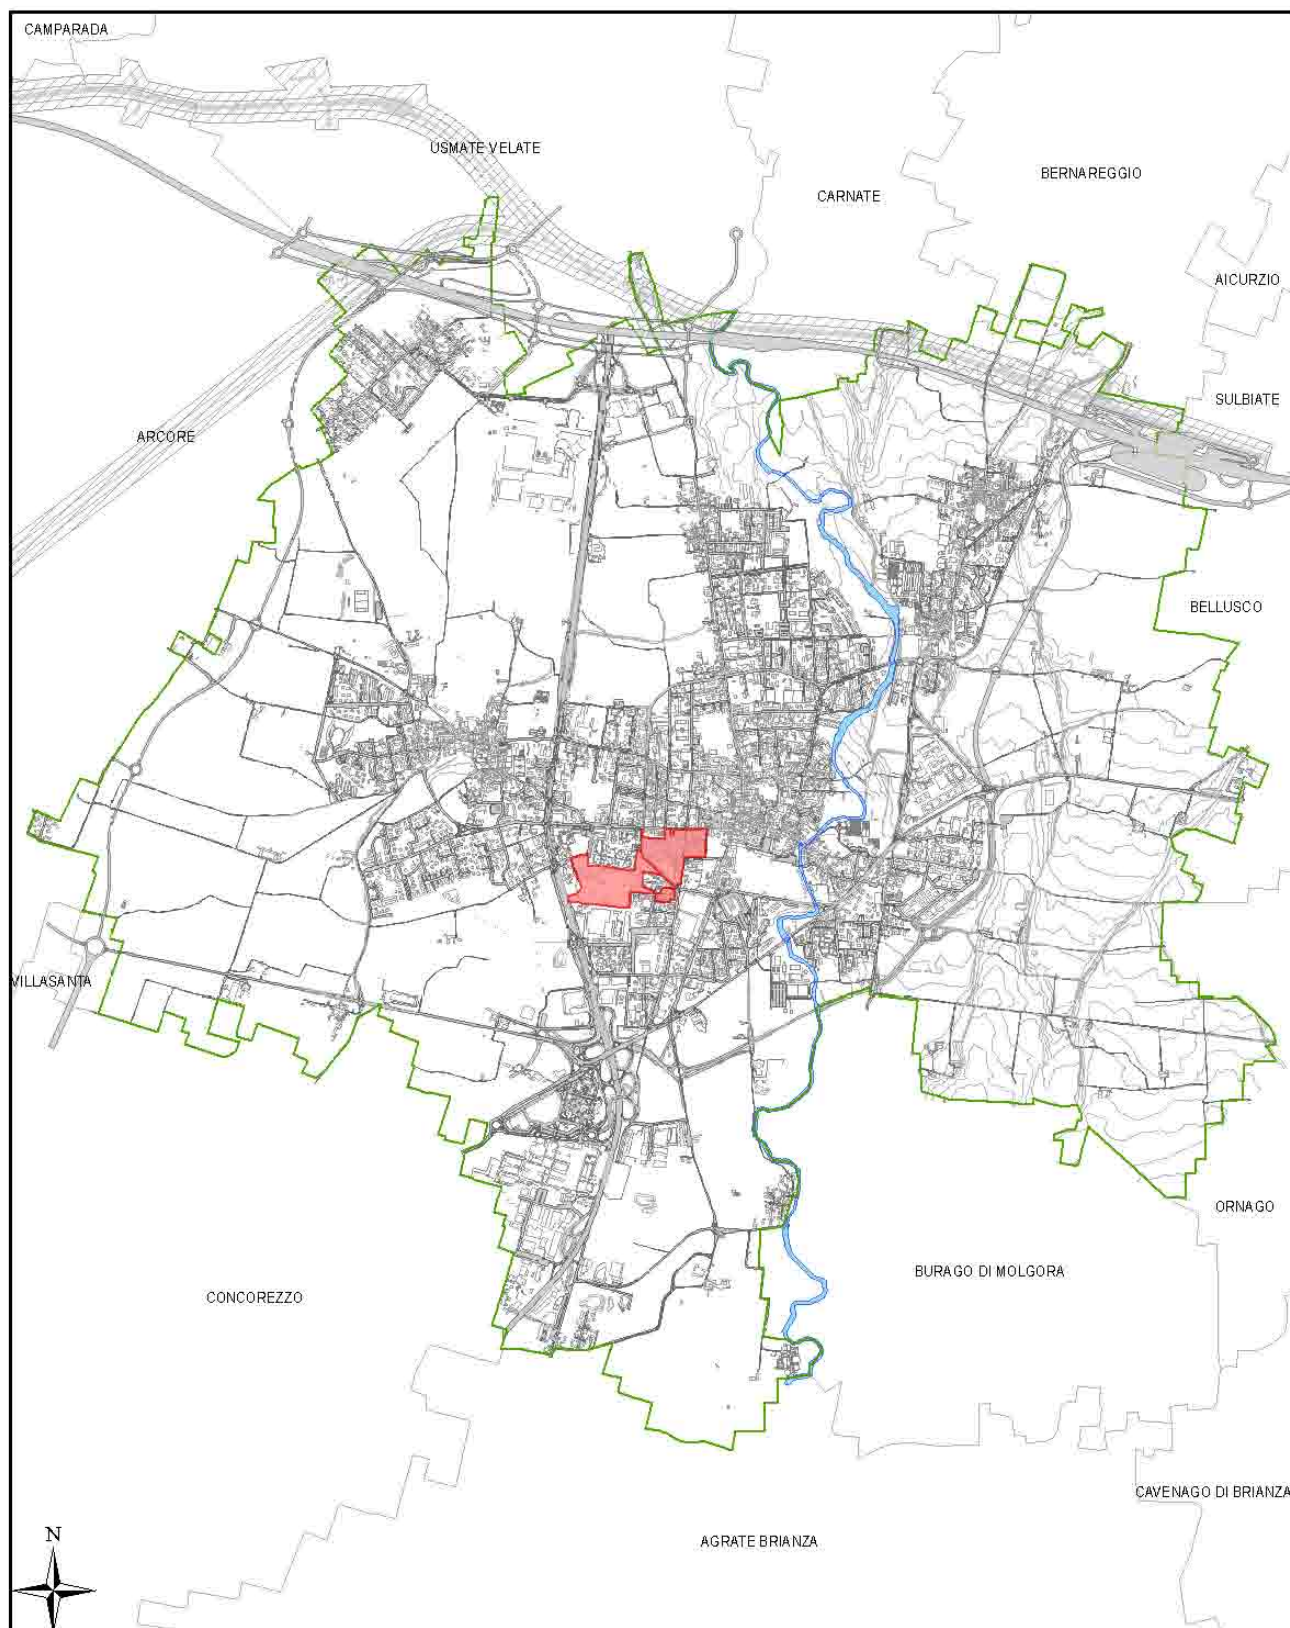 CAMPARADA
USMATE VELATE
BERNAREGGIO
CARNATE
AICURZIO
SULBIATE
ARCORE
BELLUSCO
VILLASANTA
ORNAGO
BURAGO DI MOLGORA
CONCOREZZO
CAVENAGO DI BRIANZA
AGRATE BRIANZA
N